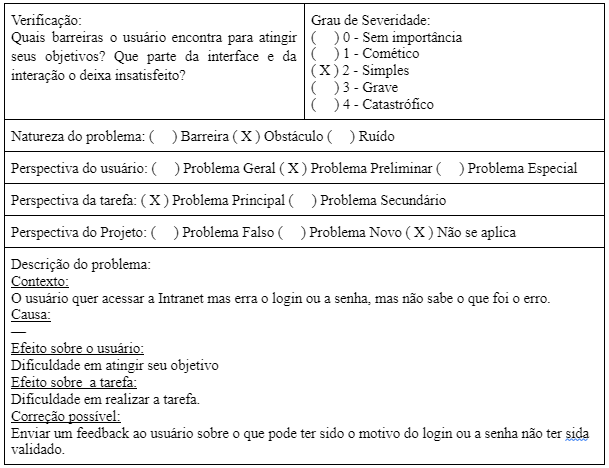 Verificação:
Quais barreiras o usuário encontra para atingir
seus objetivos? Que parte da interface e da
interação o deixa insatisfeito?
Grau de Severidade:
(    ) 0 - Sem importância
(    ) 1 - Comético
( X ) 2 - Simples
(    ) 3 - Grave
(    ) 4 - Catastrófico
Natureza do problema: (    ) Barreira ( X ) Obstáculo (    ) Ruído
Perspectiva do usuário: (    ) Problema Geral ( X ) Problema Preliminar (    ) Problema Especial
Perspectiva da tarefa: ( X ) Problema Principal (    ) Problema Secundário
Perspectiva do Projeto: (    ) Problema Falso (    ) Problema Novo ( X ) Não se aplica
Descrição do problema:
Contexto:
O usuário quer acessar a Intranet mas erra o login ou a senha, mas não sabe o que foi o erro.
Causa:
—
Efeito sobre o usuário:
Dificuldade em atingir seu objetivo
Efeito sobre a tarefa:
Dificuldade em realizar a tarefa.
Correção possível:
Enviar um feedback ao usuário sobre o que pode ter sido o motivo do login ou a senha não ter sida
validado.